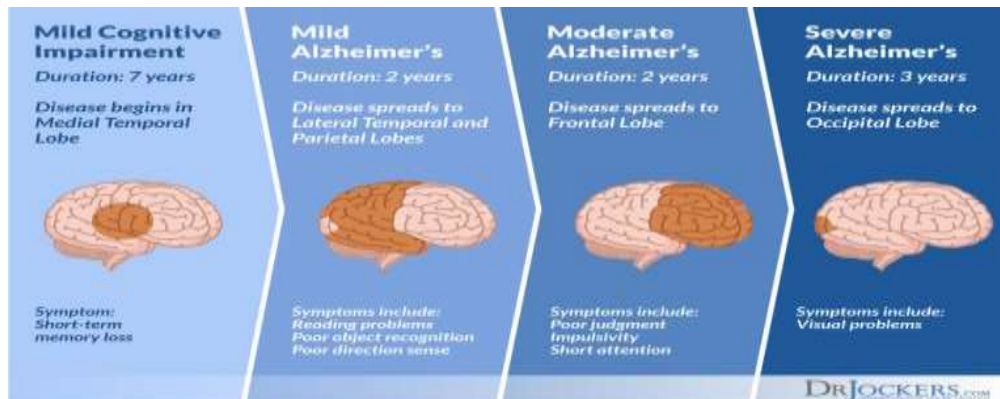 Mild Cognitive
Impairment
Duration: 7 years
Disease begins in
Medial Temporal
Lobe
Symptom:
Short-term
memory loss
Mild
Alzheimer's
Duration: 2 years
Disease spreads to
Lateral Temporal and
Parietal Lobes
Symptoms include:
Reading problems
Poor object recognition
Poor direction sense
Moderate
Alzheimer's
Duration: 2 years
Disease spreads to
Frontal Lobe
Symptoms include:
Poor judgment
Impulsivity
Short attention
Severe
Alzheimer's
Duration: 3 years
Disease spreads to
Occipital Lobe
Symptoms include:
Visual problems
DRJOCKERS.COM